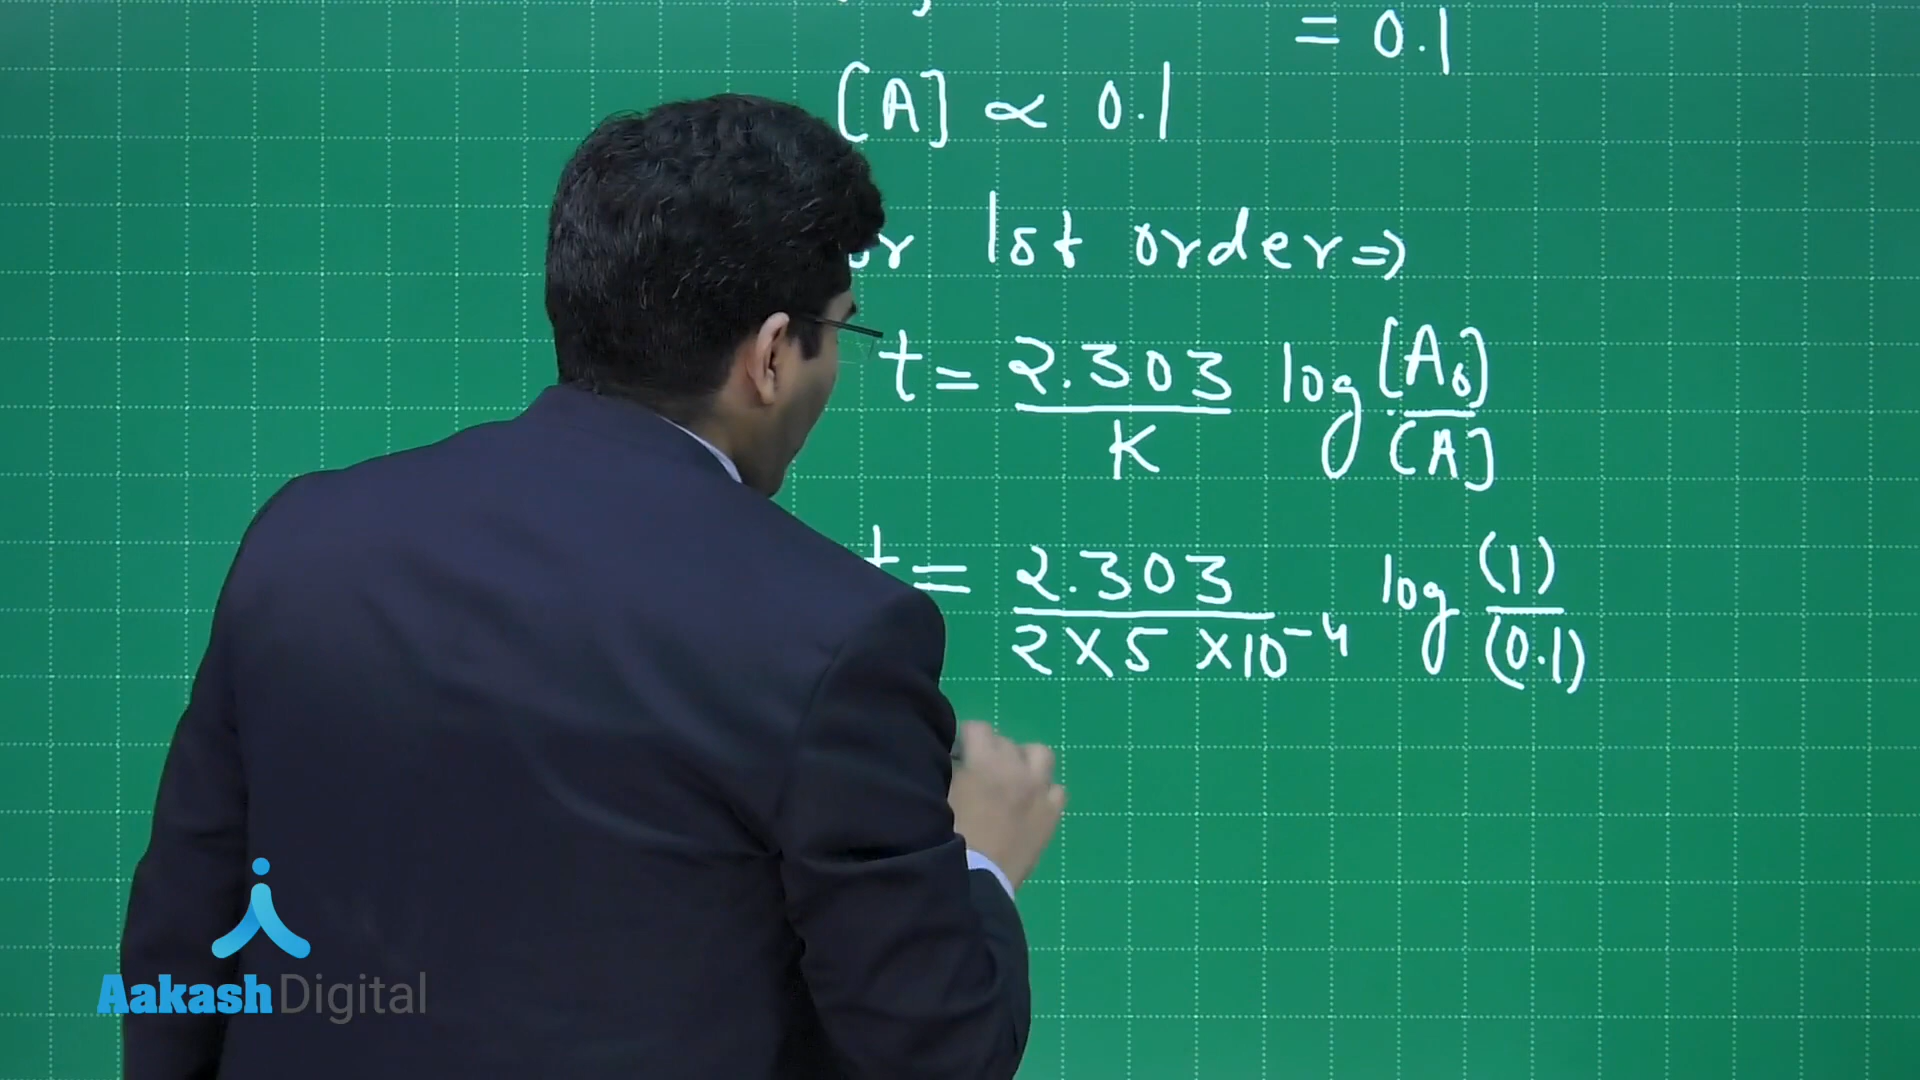 = 0.1
[A] ∝ 0.1
1st order ⇒
t = 2.303 / K log [A₀] / [A]
t = 2.303 / 2 × 5 × 10⁻⁴ log (1) / (0.1)
Aakash Digital